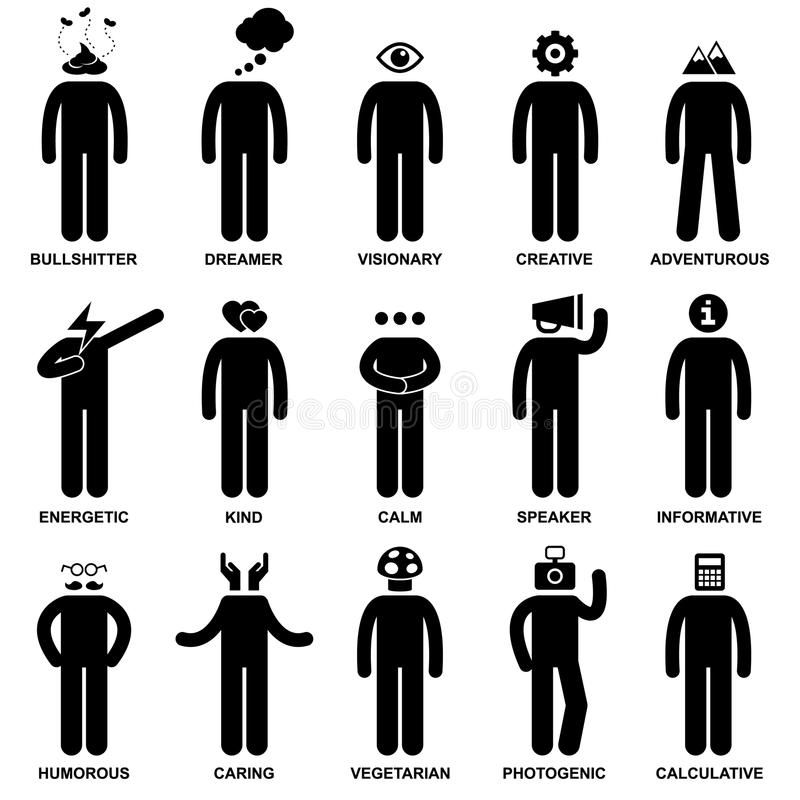 BULLSHITTER DREAMER VISIONARY CREATIVE ADVENTUROUS
i
ENERGETIC KIND CALM SPEAKER INFORMATIVE
dreamstime
HUMOROUS CARING VEGETARIAN PHOTOGENIC CALCULATIVE